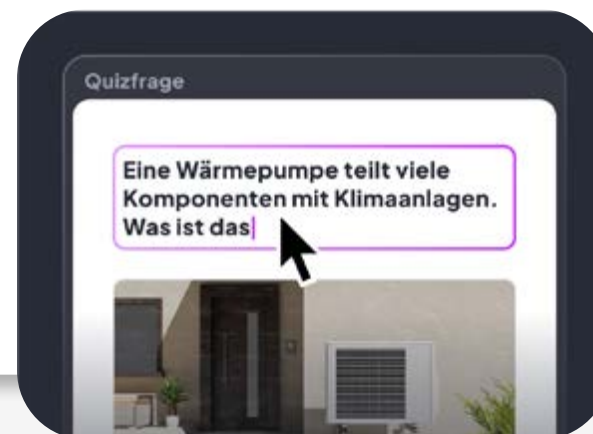 Quizfrage
Eine Wärmepumpe teilt viele
Komponenten mit Klimaanlagen.
Was ist das